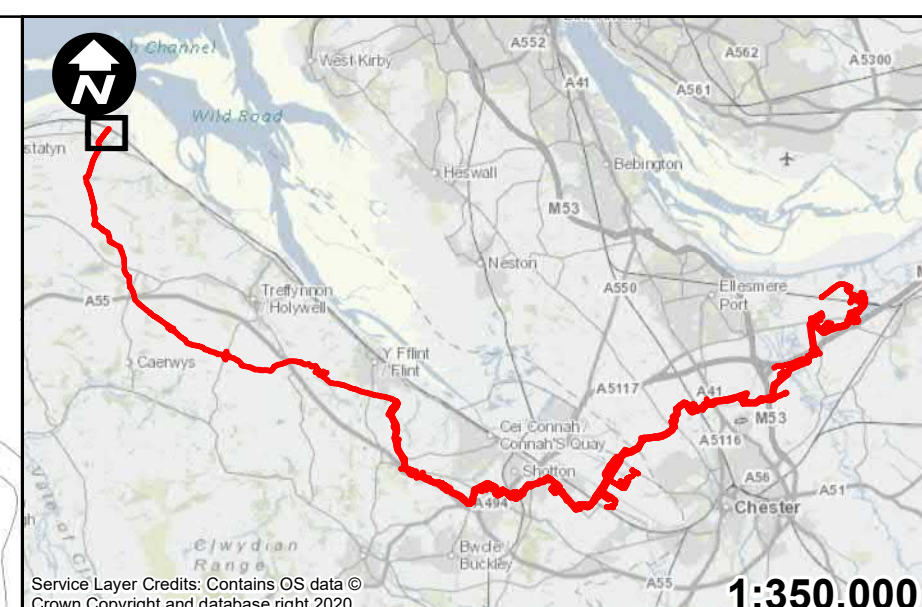 N
h Channel
West Kirby
A552
A41
A562
A5300
A561
Wild Road
statyn
Heswall
Bebington
M53
Neston
A550
Ellesmere
Port
Treffynnon
/Holywell
A55
Caerwys
Y Fflint
/Flint
A5117
A41
M53
Cei Connah /
Connah'S Quay
A5116
Shotton
A56
A51
A494
Chester
Clwydian
Range
Bwcle/
Buckley
A55
Service Layer Credits: Contains OS data ©
Crown Copyright and database right 2020
1:350,000